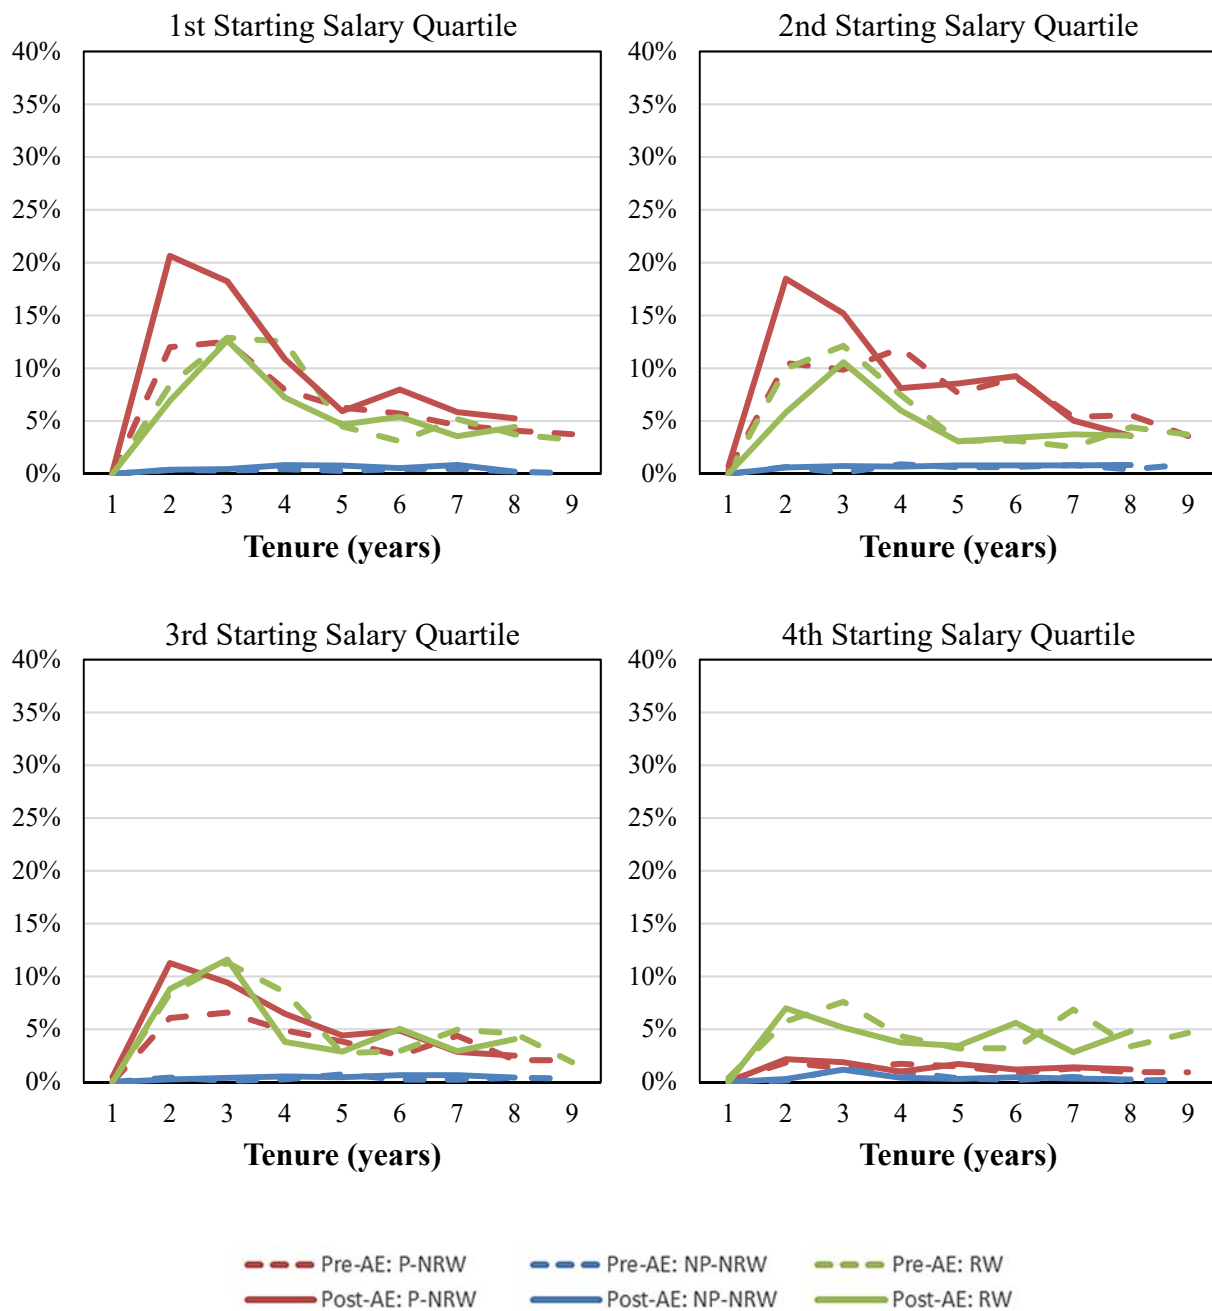 1st Starting Salary Quartile
40%
35%
30%
25%
20%
15%
10%
5%
0%
1 2 3 4 5 6 7 8 9
Tenure (years)
2nd Starting Salary Quartile
40%
35%
30%
25%
20%
15%
10%
5%
0%
1 2 3 4 5 6 7 8 9
Tenure (years)
3rd Starting Salary Quartile
40%
35%
30%
25%
20%
15%
10%
5%
0%
1 2 3 4 5 6 7 8 9
Tenure (years)
4th Starting Salary Quartile
40%
35%
30%
25%
20%
15%
10%
5%
0%
1 2 3 4 5 6 7 8 9
Tenure (years)
Pre-AE: P-NRW Pre-AE: NP-NRW Pre-AE: RW
Post-AE: P-NRW Post-AE: NP-NRW Post-AE: RW